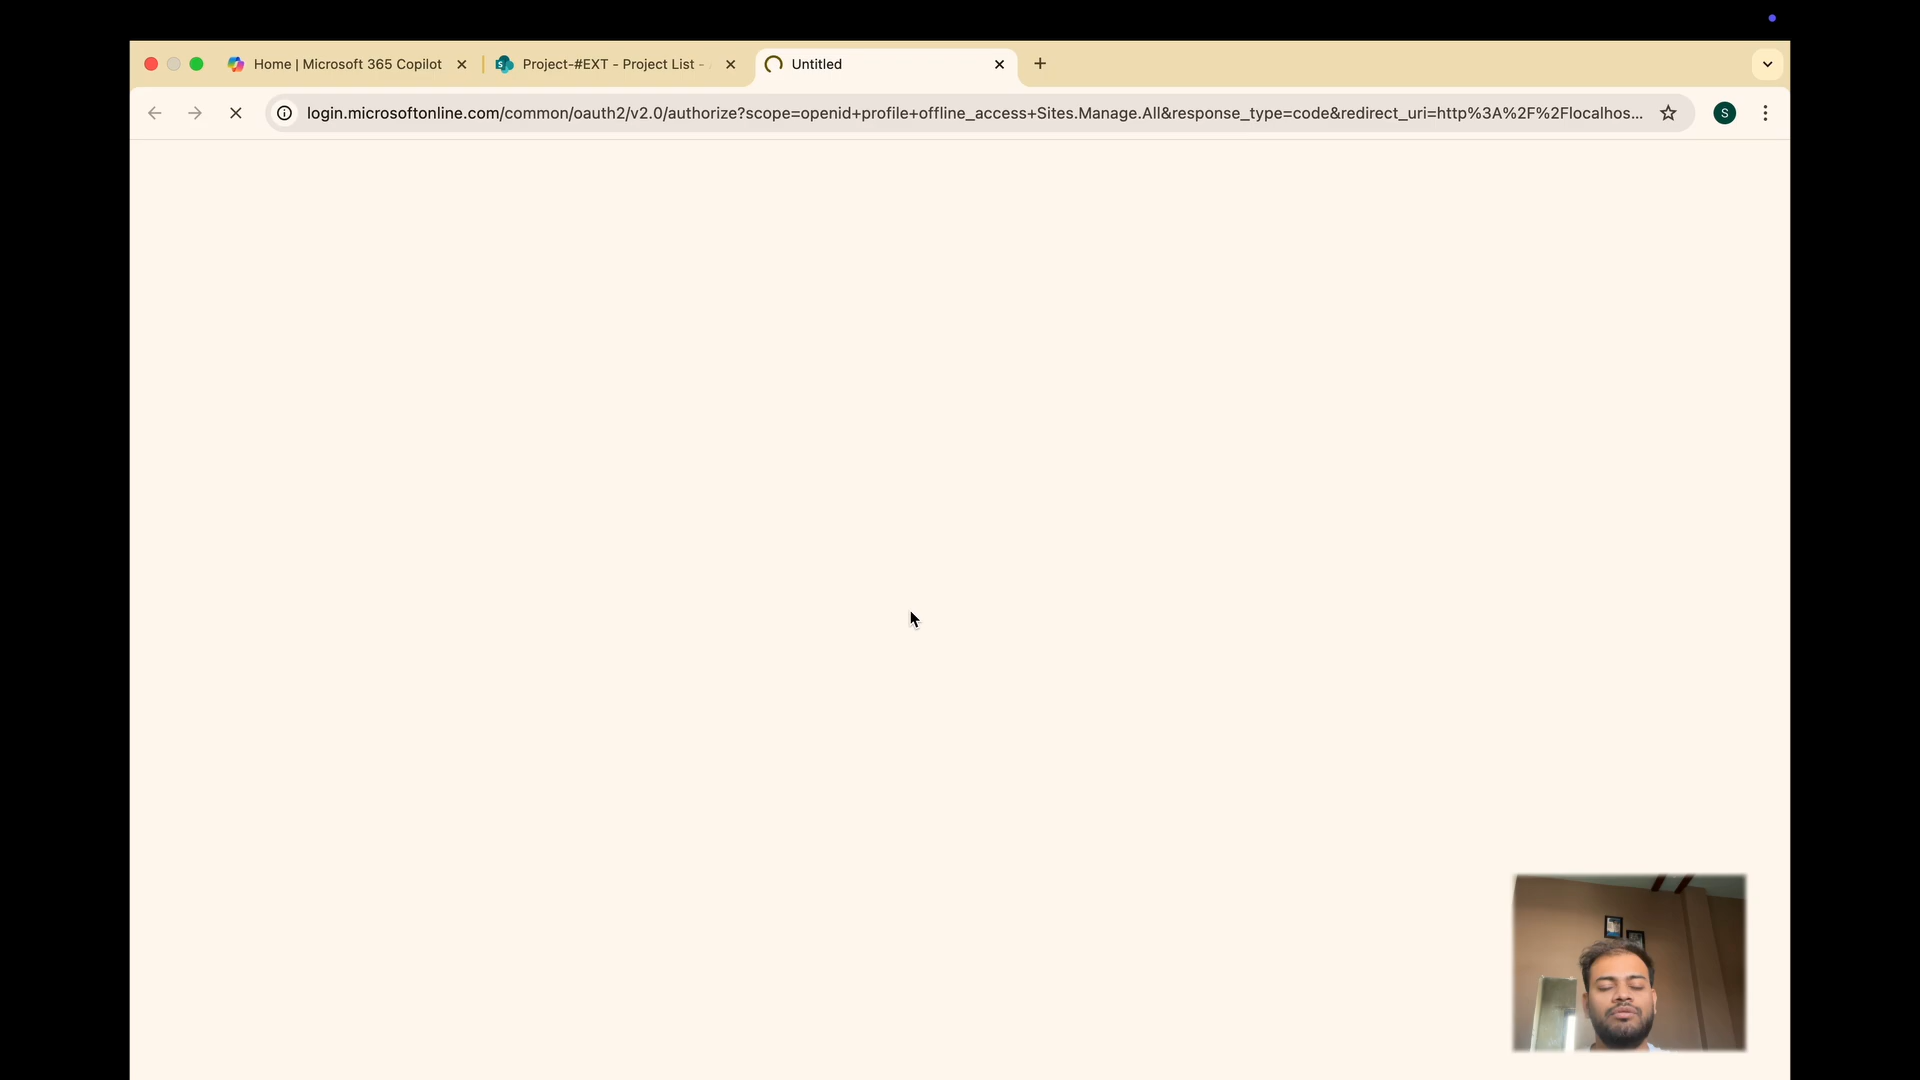 Home | Microsoft 365 Copilot
Project-#EXT - Project List -
Untitled
login.microsoftonline.com/common/oauth2/v2.0/authorize?scope=openid+profile+offline_access+Sites.Manage.All&response_type=code&redirect_uri=http%3A%2F%2Flocalhos...
S